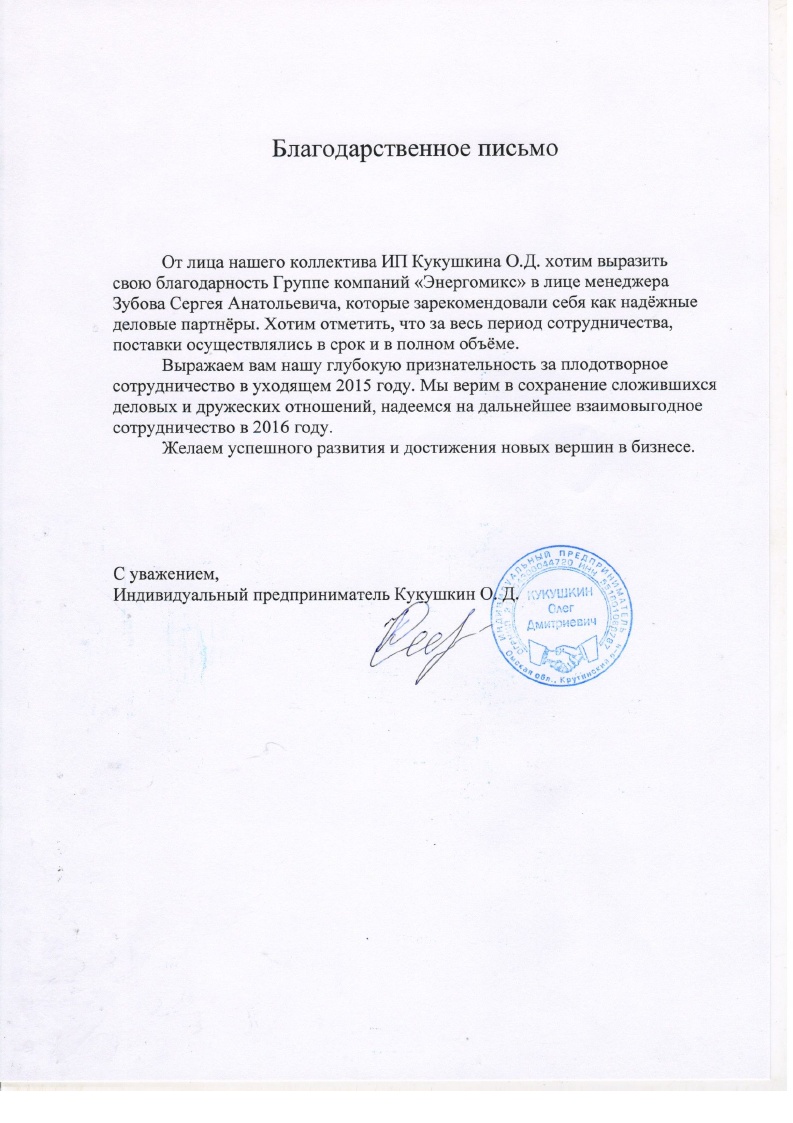 Благодарственное письмо
От лица нашего коллектива ИП Кукушкина О.Д. хотим выразить
свою благодарность Группе компаний «Энергомикс» в лице менеджера
Зубова Сергея Анатольевича, которые зарекомендовали себя как надёжные
деловые партнёры. Хотим отметить, что за весь период сотрудничества,
поставки осуществлялись в срок и в полном объёме.
Выражаем вам нашу глубокую признательность за плодотворное
сотрудничество в уходящем 2015 году. Мы верим в сохранение сложившихся
деловых и дружеских отношений, надеемся на дальнейшее взаимовыгодное
сотрудничество в 2016 году.
Желаем успешного развития и достижения новых вершин в бизнесе.
С уважением,
Индивидуальный предприниматель Кукушкин О. Д.
ИНДИВИДУАЛЬНЫЙ ПРЕДПРИНИМАТЕЛЬ
ИНН
КУКУШКИН
Олег
Дмитриевич
Омская обл., Крутинский р-н